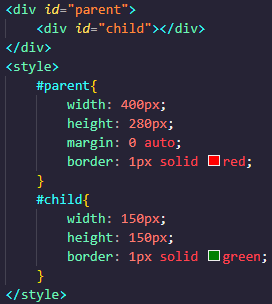 <div id="parent">
    <div id="child"></div>
</div>
<style>
    #parent{
        width: 400px;
        height: 280px;
        margin: 0 auto;
        border: 1px solid red;
    }
    #child{
        width: 150px;
        height: 150px;
        border: 1px solid green;
    }
</style>